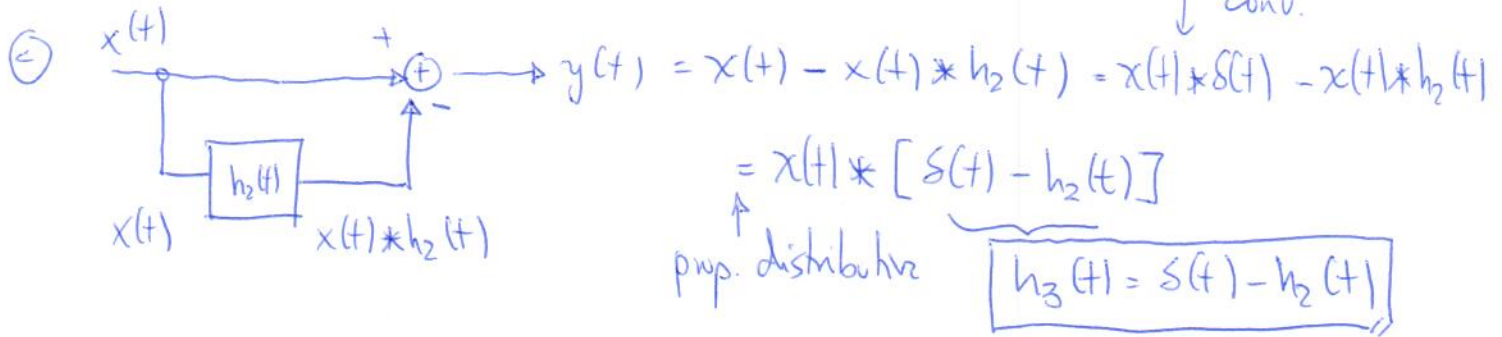 ↓ conv.
c) x(t) + (+) → y(t) = x(t) - x(t) * h₂(t) = x(t) * δ(t) - x(t) * h₂(t)
-
h₂(t) = x(t) * [δ(t) - h₂(t)]
x(t) x(t) * h₂(t) ↑
prop. distributiva h₃(t) = δ(t) - h₂(t)